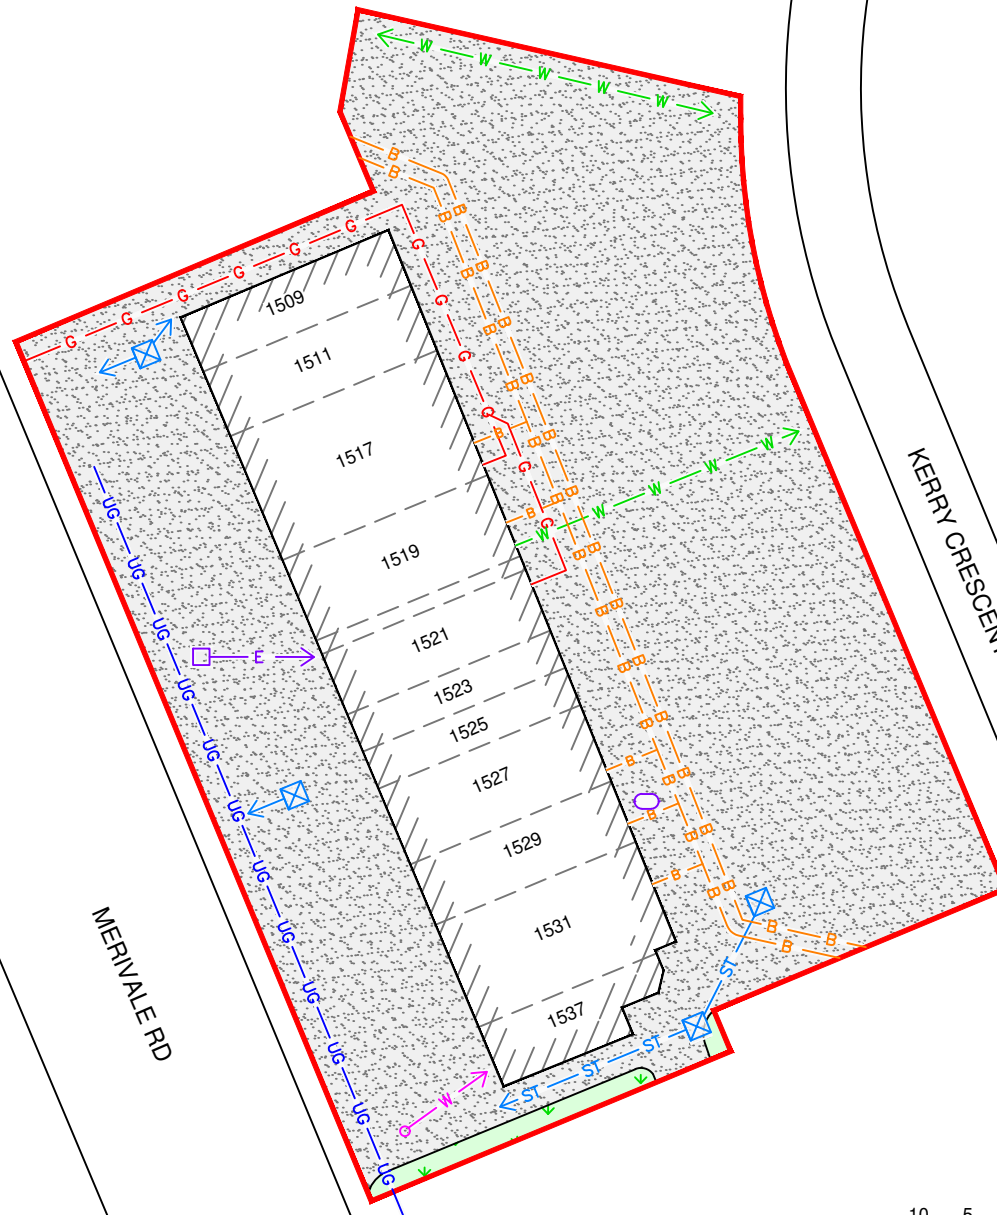 W W W W W
B B B B B B B B B B B B B B B B
B B B B B B B B B B B B B B B
G G G G G G
G G G G G G
1509
1511
1517
1519
1521
1523
1525
1527
1529
1531
1537
B
B
W W W W W
B
B
B
E
UG UG UG UG UG UG UG UG UG UG UG UG
KERRY CRESCENT
MERIVALE RD
ST
ST ST ST
W
10 5